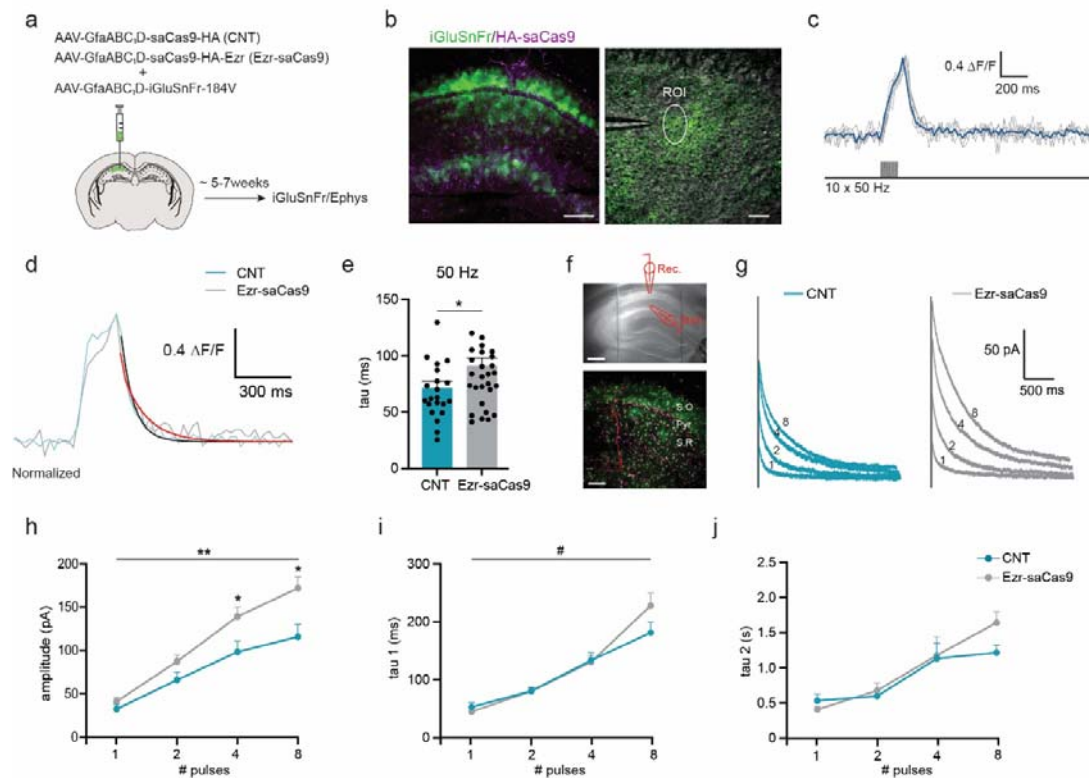 a
AAV-GfaABC₁D-saCas9-HA (CNT)
AAV-GfaABC₁D-saCas9-HA-Ezr (Ezr-saCas9)
+
AAV-GfaABC₁D-iGluSnFr-184V
~ 5-7weeks
iGluSnFr/Ephys
b
iGluSnFr/HA-saCas9
ROI
c
0.4 ΔF/F
200 ms
10 x 50 Hz
d
CNT
Ezr-saCas9
0.4 ΔF/F
300 ms
Normalized
e
50 Hz
*
150
100
50
0
tau (ms)
CNT
Ezr-saCas9
f
Rec.
S.O
Pyr
S.R
g
CNT
Ezr-saCas9
50 pA
500 ms
8
4
2
1
8
4
2
1
h
**
*
*
200
150
100
50
0
amplitude (pA)
1
2
4
8
# pulses
i
#
300
200
100
0
tau 1 (ms)
1
2
4
8
# pulses
j
CNT
Ezr-saCas9
2.5
2.0
1.5
1.0
0.5
0
tau 2 (s)
1
2
4
8
# pulses